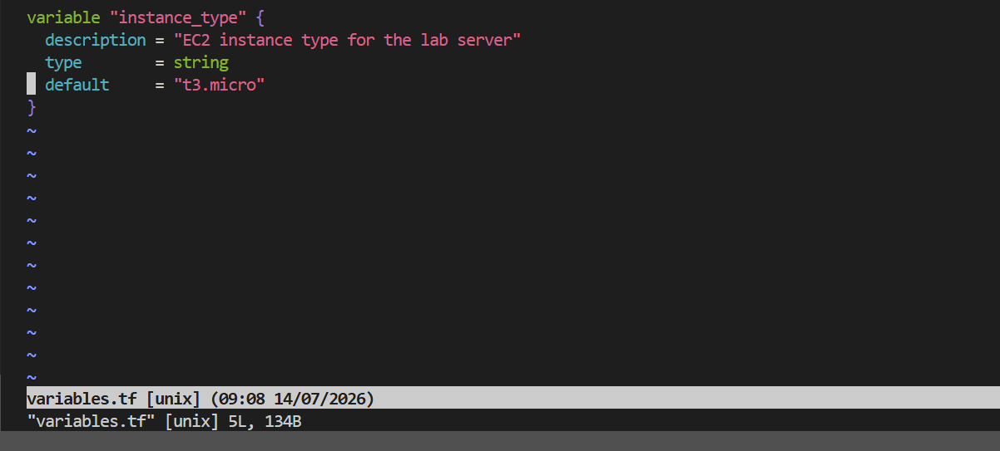 variable "instance_type" {
  description = "EC2 instance type for the lab server"
  type        = string
  default     = "t3.micro"
}
~
~
~
~
~
~
~
~
~
~
~
~
variables.tf [unix] (09:08 14/07/2026)
"variables.tf" [unix] 5L, 134B